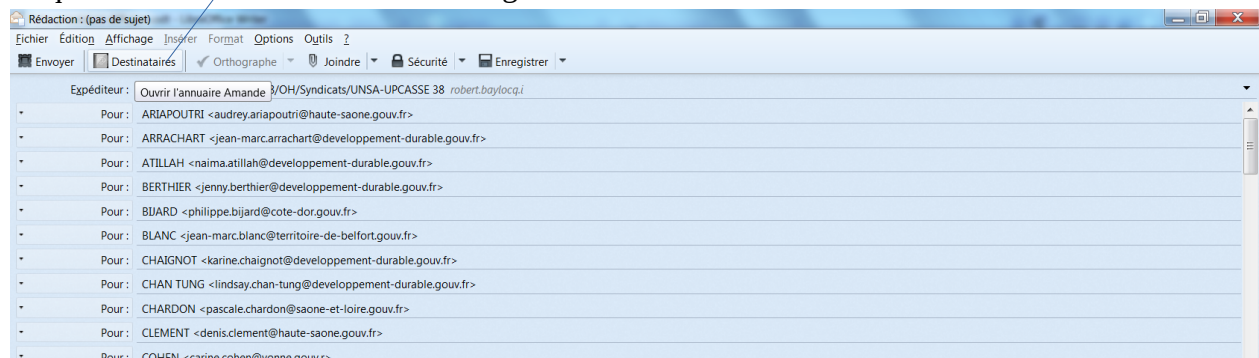 Rédaction : (pas de sujet)
Fichier Édition Affichage Insérer Format Options Outils ?
Envoyer Destinataires Orthographe Joindre Sécurité Enregistrer
Expéditeur : Ouvrir l'annuaire Amande /OH/Syndicats/UNSA-UPCASSE 38 robert.baylocq.i
Pour : ARIAPOUTRI <audrey.ariapoutri@haute-saone.gouv.fr>
Pour : ARRACHART <jean-marc.arrachart@developpement-durable.gouv.fr>
Pour : ATILLAH <naima.atillah@developpement-durable.gouv.fr>
Pour : BERTHIER <jenny.berthier@developpement-durable.gouv.fr>
Pour : BIJARD <philippe.bijard@cote-dor.gouv.fr>
Pour : BLANC <jean-marc.blanc@territoire-de-belfort.gouv.fr>
Pour : CHAIGNOT <karine.chaignot@developpement-durable.gouv.fr>
Pour : CHAN TUNG <lindsay.chan-tung@developpement-durable.gouv.fr>
Pour : CHARDON <pascale.chardon@saone-et-loire.gouv.fr>
Pour : CLEMENT <denis.clement@haute-saone.gouv.fr>
Pour : COHEN